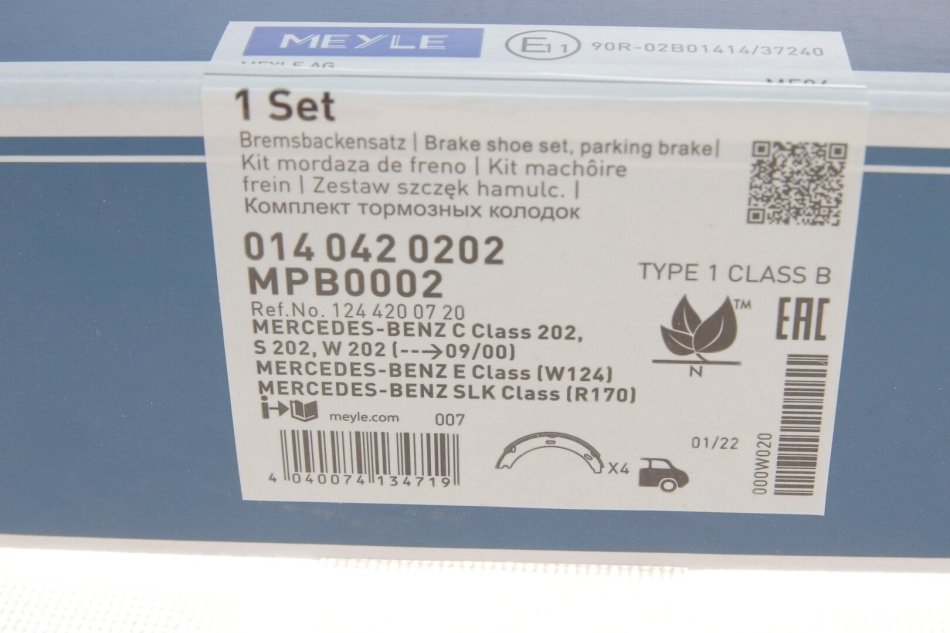 MEYLE
E11
90R-02B01414/37240
MEYLE AG
1 Set
Bremsbackensatz | Brake shoe set, parking brake|
Kit mordaza de freno | Kit machôire
frein | Zestaw szczęk hamulc. |
Комплект тормозных колодок
014 042 0202
MPB0002
TYPE 1 CLASS B
Ref.No. 124 420 07 20
MERCEDES-BENZ C Class 202,
S 202, W 202 (--->09/00)
MERCEDES-BENZ E Class (W124)
MERCEDES-BENZ SLK Class (R170)
TM
N
EAC
i
meyle.com
007
X4
01/22
000W020
4 040074 134719